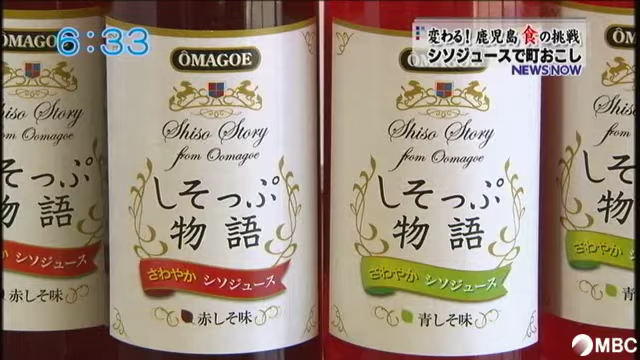 6:33
変わる!鹿児島食の挑戦
シソジュースで町おこし
NEWS NOW
ÔMAGOE
Shiso Story
from Oomagoe
しそっぷ
物語
さわやか シソジュース
赤しそ味
ÔMAGOE
Shiso Story
from Oomagoe
しそっぷ
物語
さわやか シソジュース
青しそ味
MBC